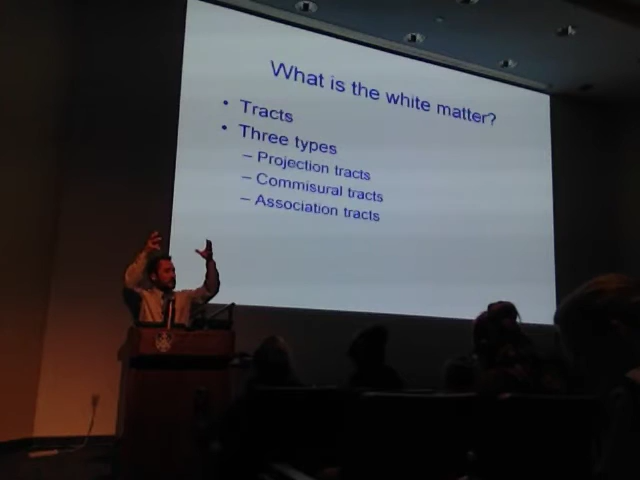 What is the white matter?
• Tracts
• Three types
– Projection tracts
– Commisural tracts
– Association tracts